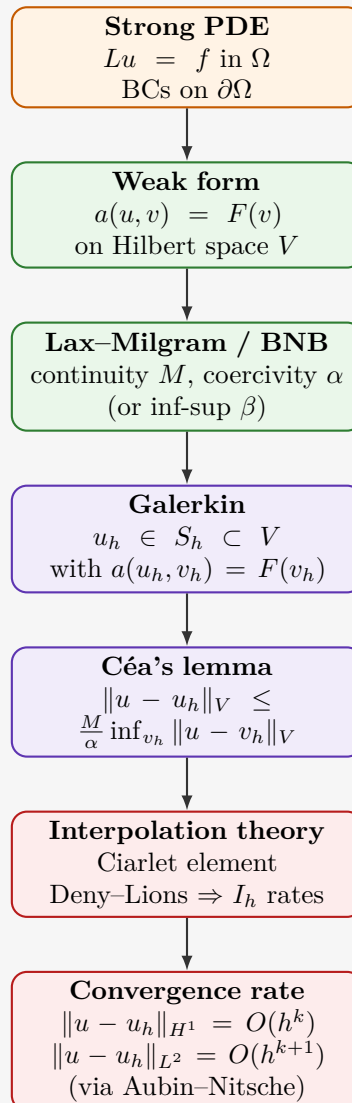 Strong PDE
Lu = f in Ω
BCs on ∂Ω
Weak form
a(u, v) = F(v)
on Hilbert space V
Lax–Milgram / BNB
continuity M, coercivity α
(or inf-sup β)
Galerkin
u_h ∈ S_h ⊂ V
with a(u_h, v_h) = F(v_h)
Céa's lemma
‖u − u_h‖_V ≤
M/α inf_{v_h} ‖u − v_h‖_V
Interpolation theory
Ciarlet element
Deny–Lions ⇒ I_h rates
Convergence rate
‖u − u_h‖_{H^1} = O(h^k)
‖u − u_h‖_{L^2} = O(h^{k+1})
(via Aubin–Nitsche)